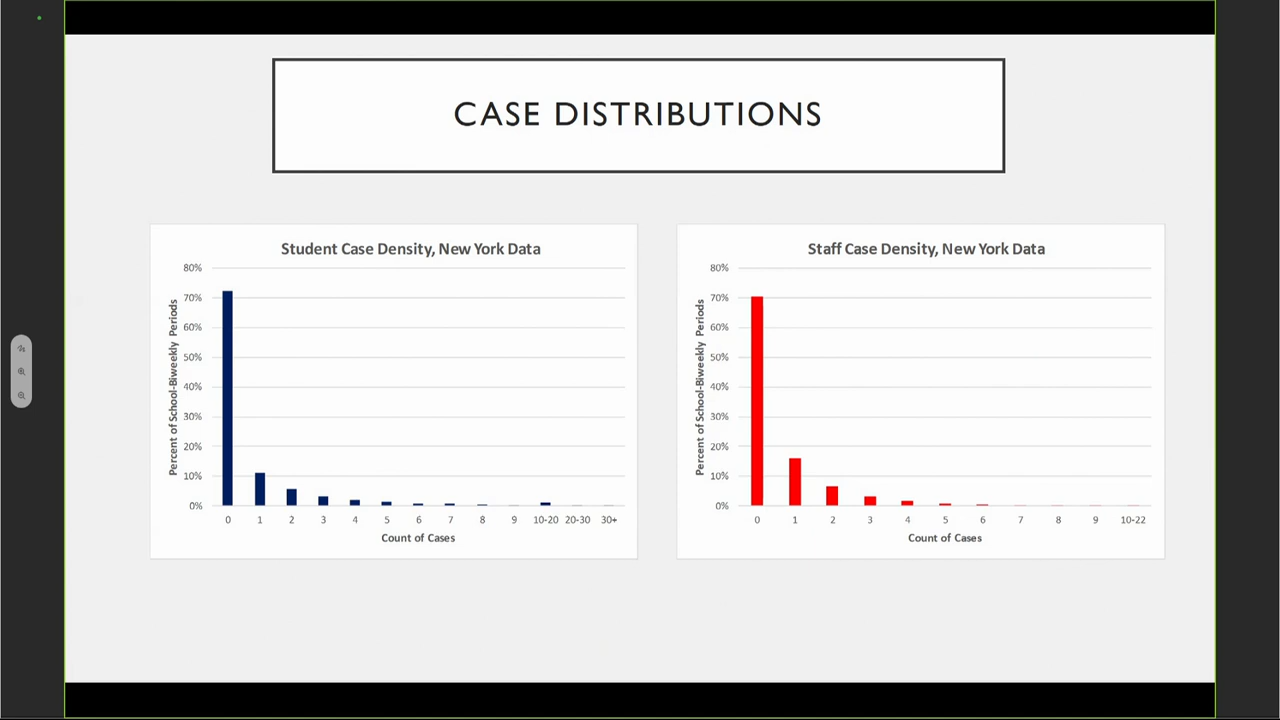 CASE DISTRIBUTIONS
Student Case Density, New York Data
Percent of School-Biweekly Periods
80%
70%
60%
50%
40%
30%
20%
10%
0%
0 1 2 3 4 5 6 7 8 9 10-20 20-30 30+
Count of Cases
Staff Case Density, New York Data
Percent of School-Biweekly Periods
80%
70%
60%
50%
40%
30%
20%
10%
0%
0 1 2 3 4 5 6 7 8 9 10-22
Count of Cases